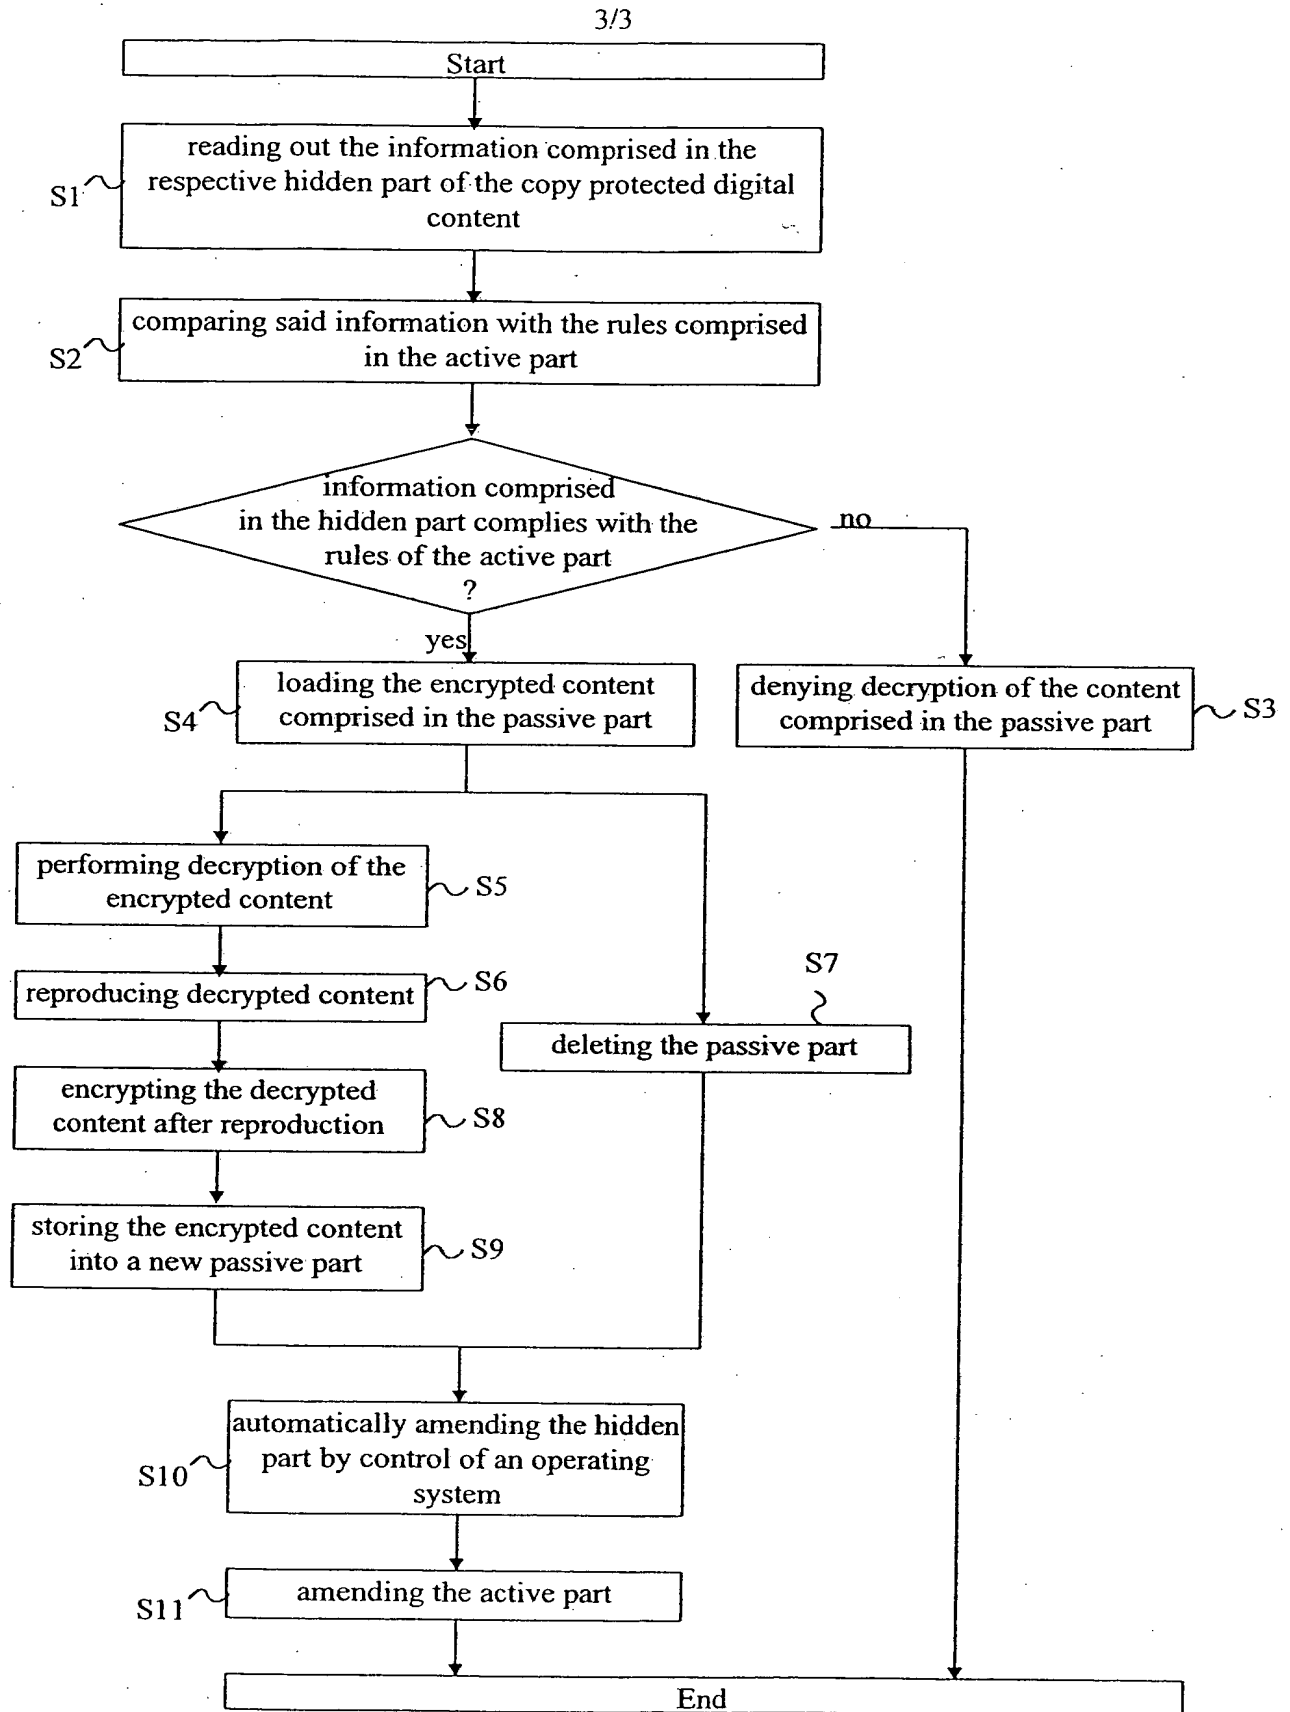 3/3
Start
reading out the information comprised in the
respective hidden part of the copy protected digital
content
S1
comparing said information with the rules comprised
in the active part
S2
information comprised
in the hidden part complies with the
rules of the active part
?
no
yes
loading the encrypted content
comprised in the passive part
S4
denying decryption of the content
comprised in the passive part
S3
performing decryption of the
encrypted content
S5
reproducing decrypted content
S6
S7
deleting the passive part
encrypting the decrypted
content after reproduction
S8
storing the encrypted content
into a new passive part
S9
automatically amending the hidden
part by control of an operating
system
S10
amending the active part
S11
End